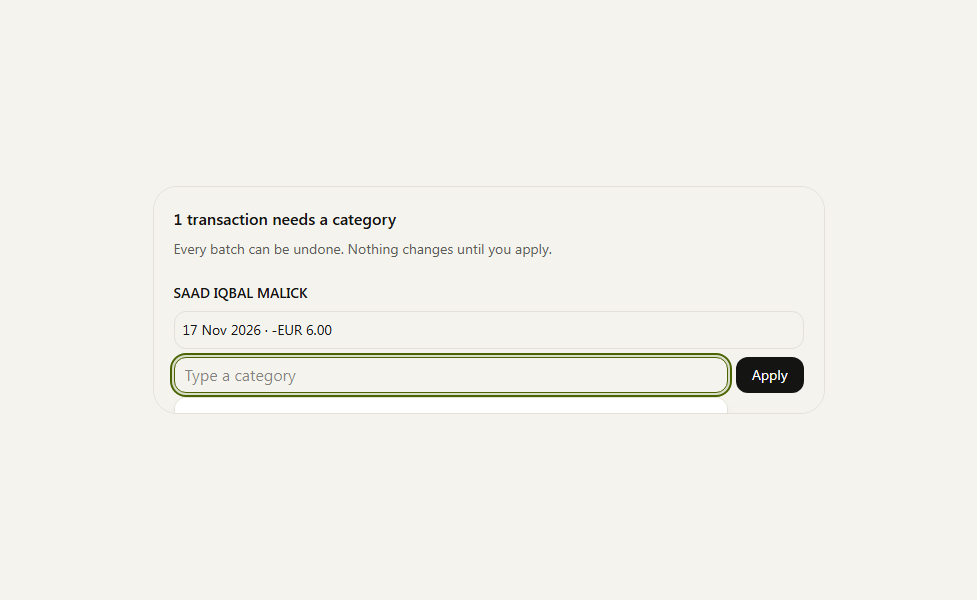 1 transaction needs a category
Every batch can be undone. Nothing changes until you apply.
SAAD IQBAL MALICK
17 Nov 2026 · -EUR 6.00
Type a category
Apply